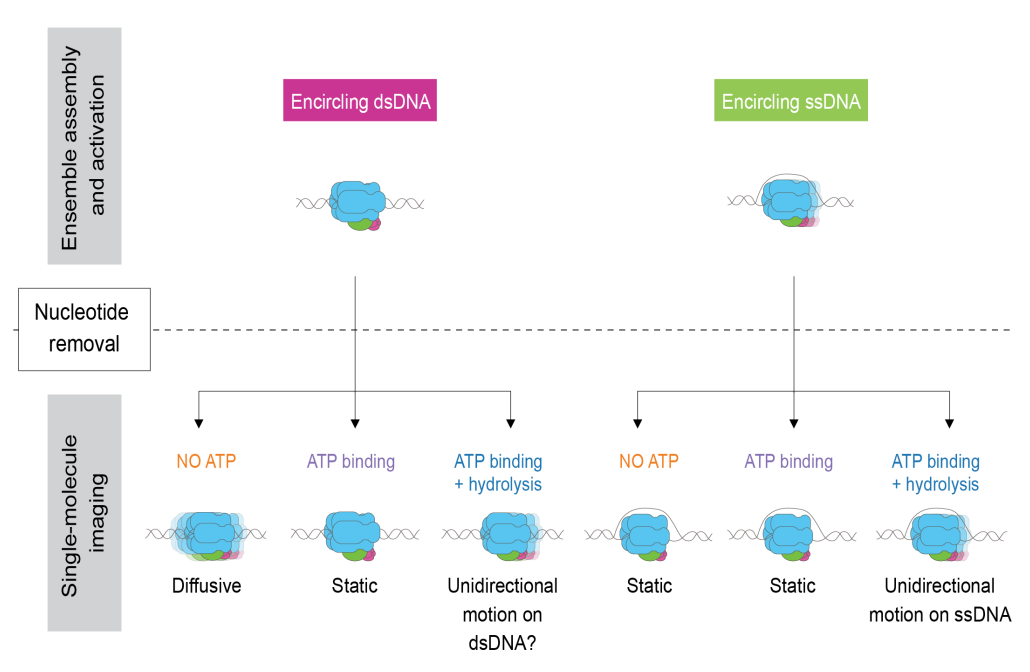 Ensemble assembly
and activation
Encircling dsDNA
Encircling ssDNA
Nucleotide
removal
Single-molecule
imaging
NO ATP
ATP binding
ATP binding
+ hydrolysis
NO ATP
ATP binding
ATP binding
+ hydrolysis
Diffusive
Static
Unidirectional
motion on
dsDNA?
Static
Static
Unidirectional
motion on ssDNA